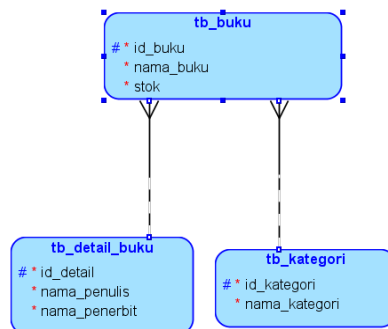 tb_buku
# * id_buku
* nama_buku
* stok
tb_detail_buku
# * id_detail
* nama_penulis
* nama_penerbit
tb_kategori
# * id_kategori
* nama_kategori